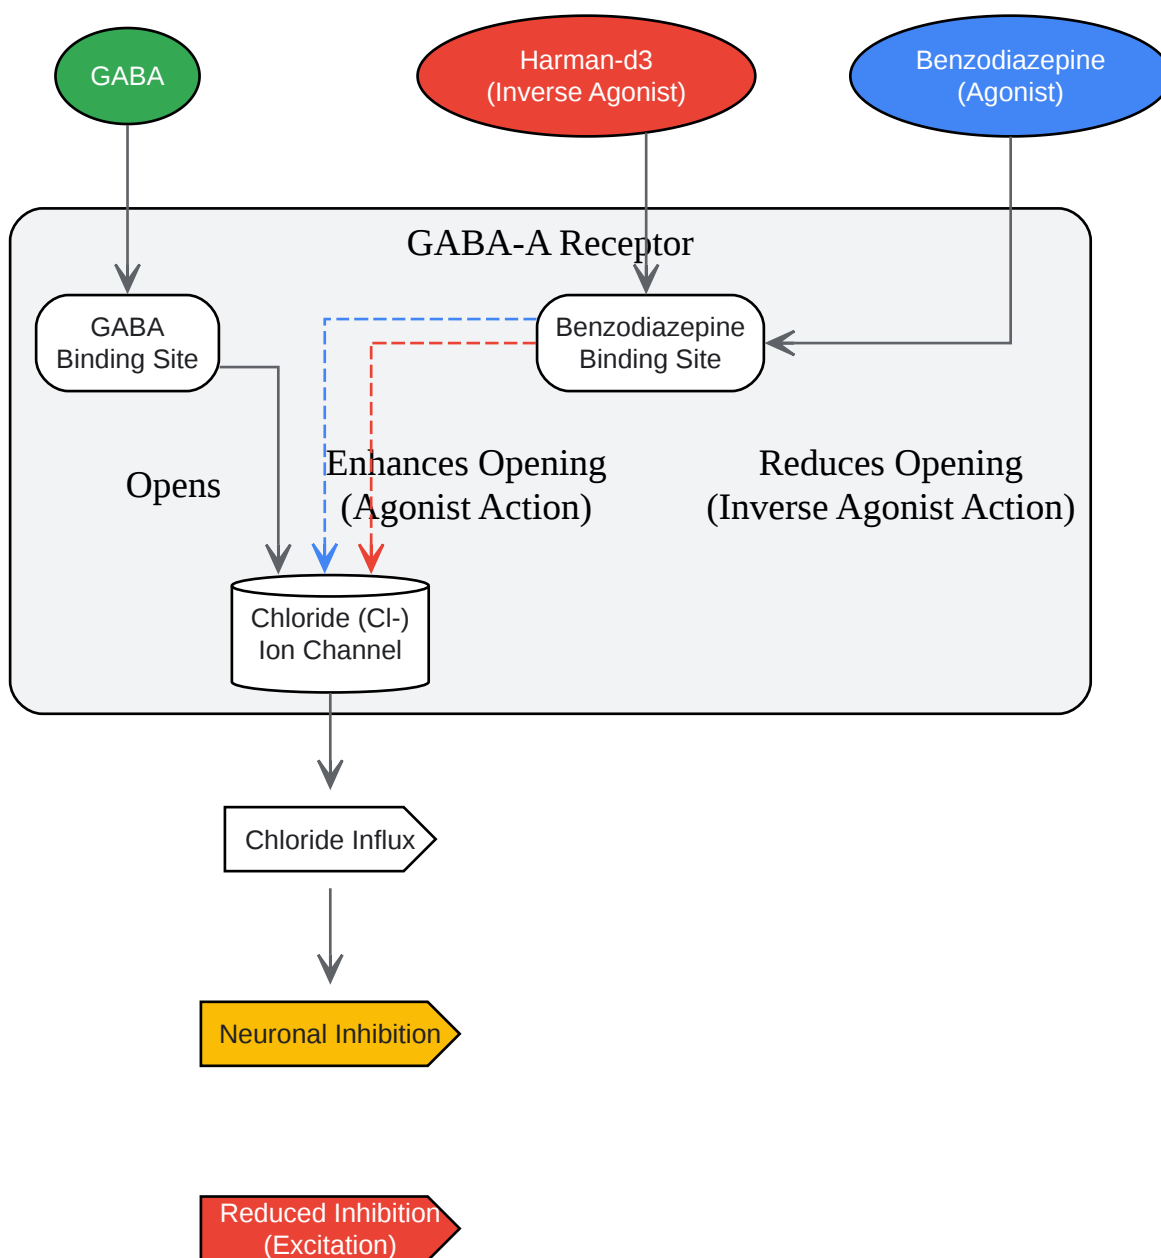 GABA
Harman-d3
(Inverse Agonist)
Benzodiazepine
(Agonist)
GABA-A Receptor
GABA
Binding Site
Benzodiazepine
Binding Site
Opens
Enhances Opening
(Agonist Action)
Reduces Opening
(Inverse Agonist Action)
Chloride (Cl-)
Ion Channel
Chloride Influx
Neuronal Inhibition
Reduced Inhibition
(Excitation)